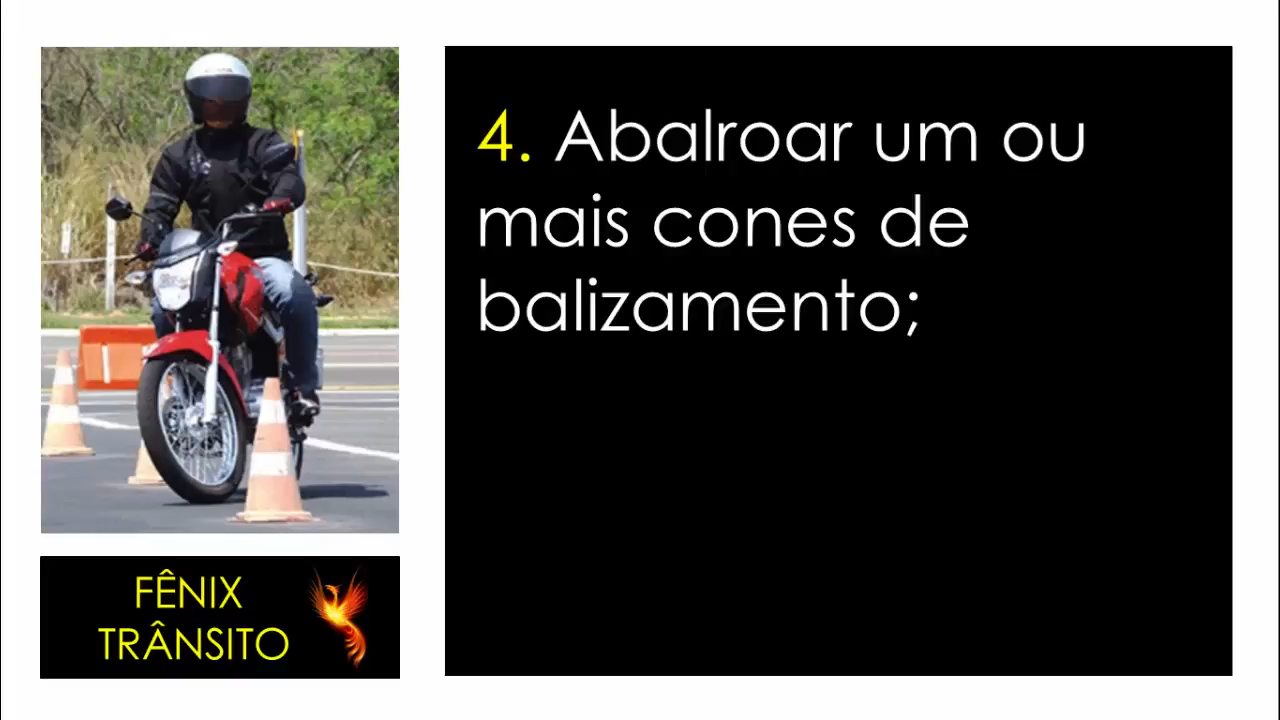 4. Abalroar um ou
mais cones de
balizamento;
FÊNIX
TRÂNSITO